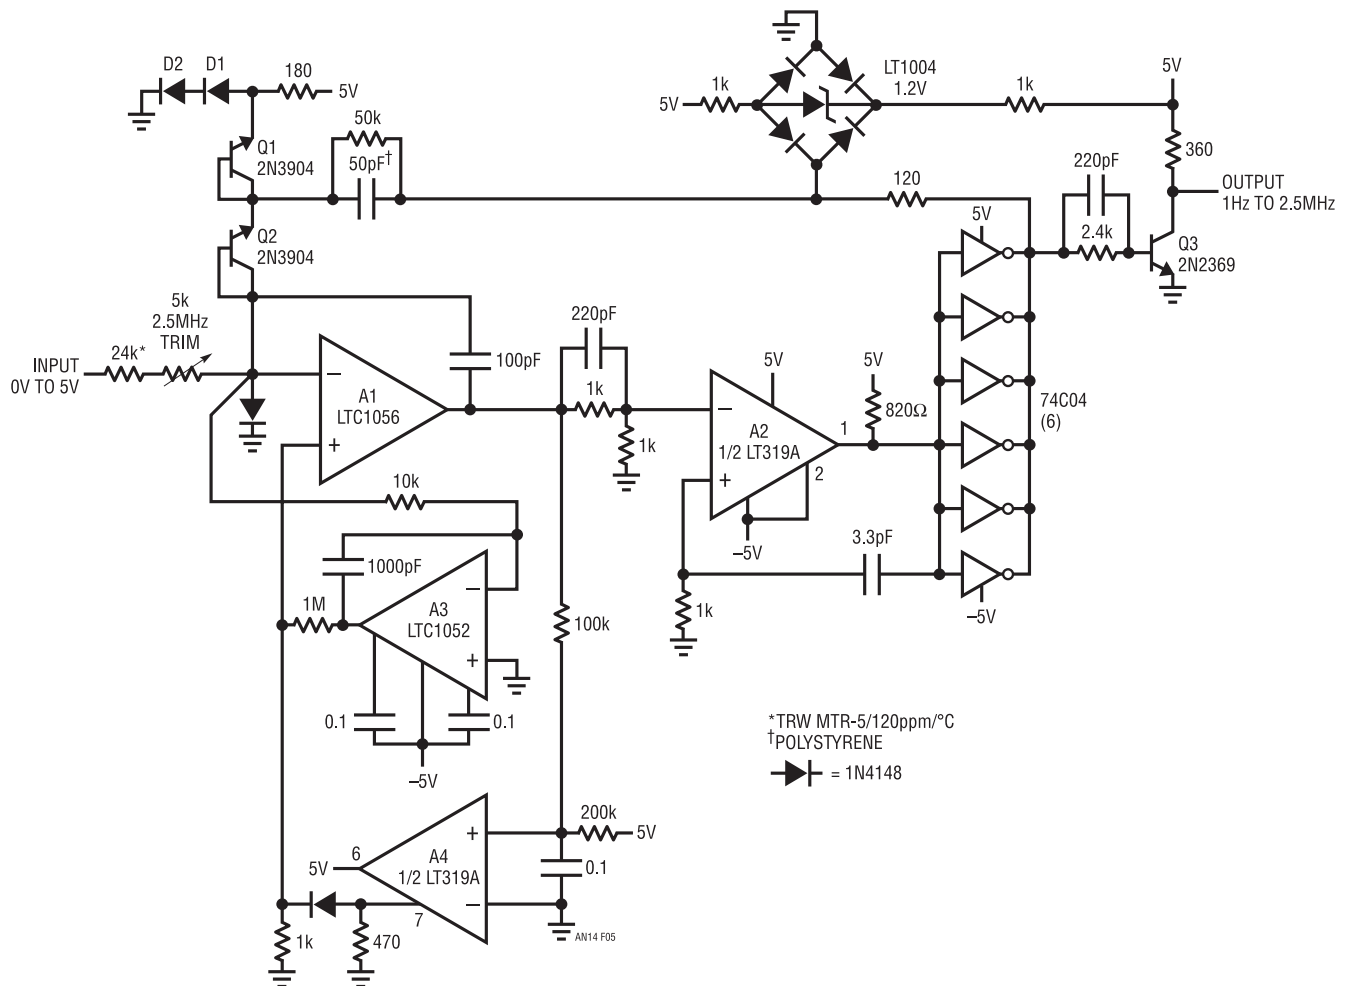 D2
D1
180
5V
Q1
2N3904
50k
50pF†
Q2
2N3904
LT1004
1.2V
1k
5V
1k
5V
360
120
220pF
2.4k
OUTPUT
1Hz TO 2.5MHz
Q3
2N2369
5V
5k
2.5MHz
TRIM
24k*
INPUT
0V TO 5V
100pF
220pF
1k
1k
–
+
A1
LTC1056
5V
5V
820Ω
–
+
A2
1/2 LT319A
1
2
–5V
74C04
(6)
3.3pF
1k
–5V
10k
1000pF
1M
–
+
A3
LTC1052
0.1
0.1
–5V
100k
*TRW MTR-5/120ppm/°C
†POLYSTYRENE
= 1N4148
200k
5V
0.1
+
–
A4
1/2 LT319A
5V
6
7
1k
470
AN14 F05